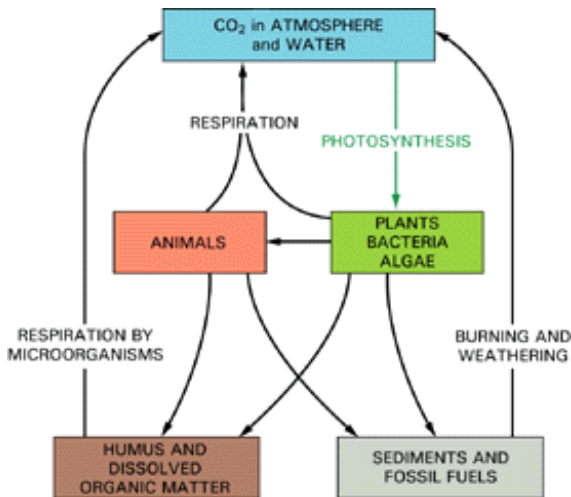 CO₂ in ATMOSPHERE
and WATER
RESPIRATION
PHOTOSYNTHESIS
ANIMALS
PLANTS
BACTERIA
ALGAE
RESPIRATION BY
MICROORGANISMS
BURNING AND
WEATHERING
HUMUS AND
DISSOLVED
ORGANIC MATTER
SEDIMENTS AND
FOSSIL FUELS